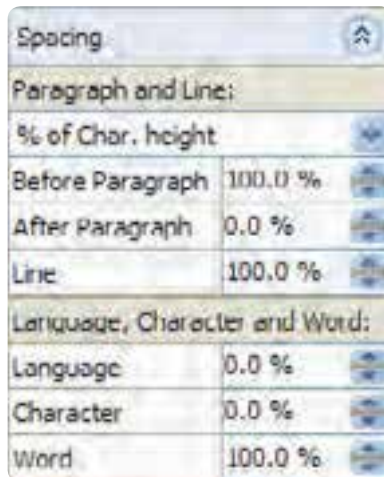 Spacing
Paragraph and Line:
% of Char. height
Before Paragraph 100.0 %
After Paragraph 0.0 %
Line 100.0 %
Language, Character and Word:
Language 0.0 %
Character 0.0 %
Word 100.0 %